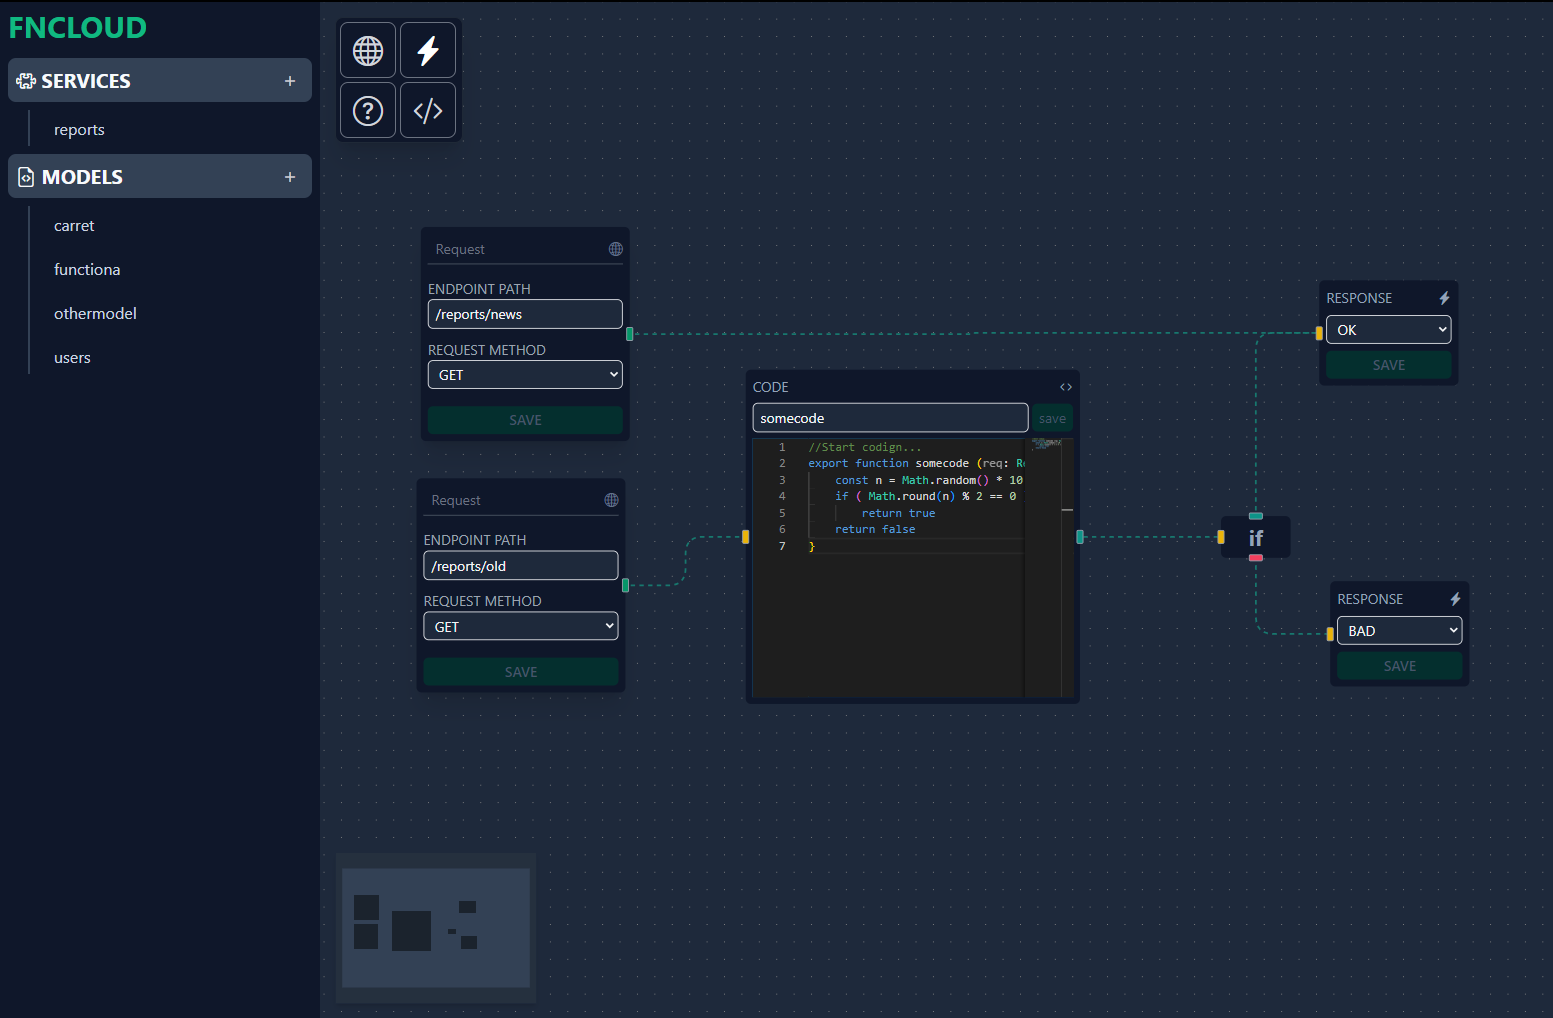 FNCLOUD
SERVICES +
reports
MODELS +
carret
functiona
othermodel
users
?
</>
Request
ENDPOINT PATH
/reports/news
REQUEST METHOD
GET
SAVE
Request
ENDPOINT PATH
/reports/old
REQUEST METHOD
GET
SAVE
CODE <>
somecode save
1 //Start codign...
2 export function somecode (req: Re
3 const n = Math.random() * 10
4 if ( Math.round(n) % 2 == 0
5 return true
6 return false
7 }
if
RESPONSE
OK
SAVE
RESPONSE
BAD
SAVE